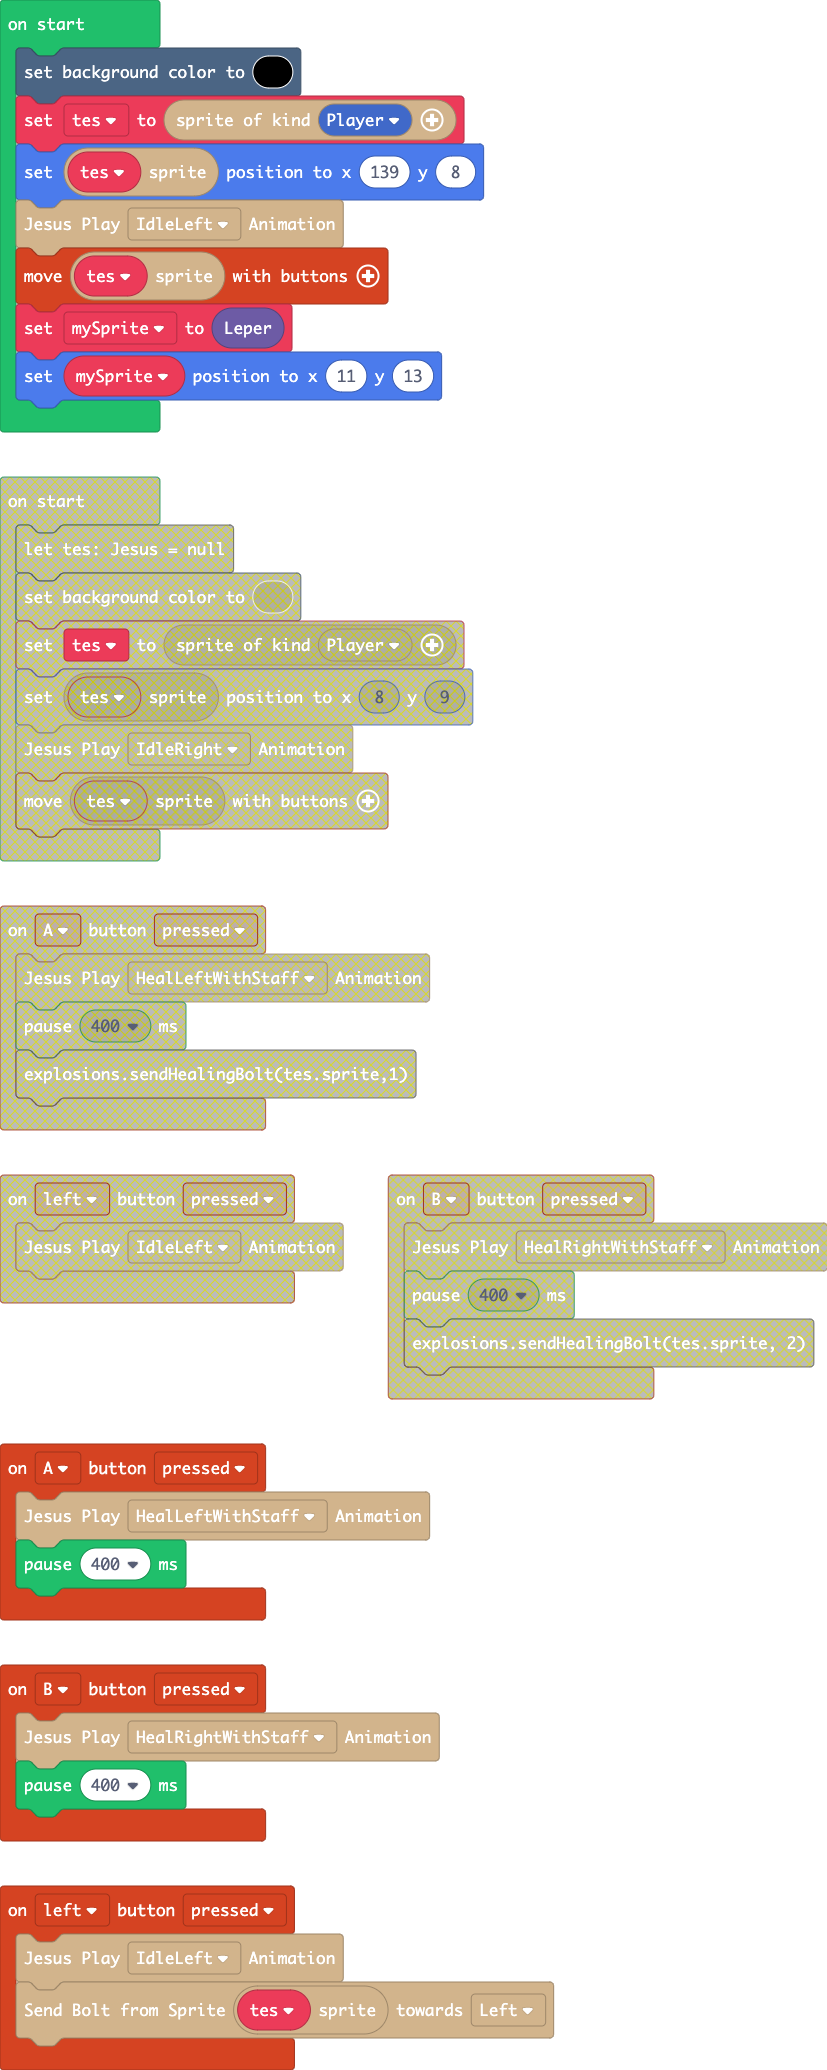 on start
set background color to
set tes to sprite of kind Player
set tes sprite position to x 139 y 8
Jesus Play IdleLeft Animation
move tes sprite with buttons
set mySprite to Leper
set mySprite position to x 11 y 13
on start
let tes: Jesus = null
set background color to
set tes to sprite of kind Player
set tes sprite position to x 8 y 9
Jesus Play IdleRight Animation
move tes sprite with buttons
on A button pressed
Jesus Play HealLeftWithStaff Animation
pause 400 ms
explosions.sendHealingBolt(tes.sprite,1)
on left button pressed
Jesus Play IdleLeft Animation
on B button pressed
Jesus Play HealRightWithStaff Animation
pause 400 ms
explosions.sendHealingBolt(tes.sprite, 2)
on A button pressed
Jesus Play HealLeftWithStaff Animation
pause 400 ms
on B button pressed
Jesus Play HealRightWithStaff Animation
pause 400 ms
on left button pressed
Jesus Play IdleLeft Animation
Send Bolt from Sprite tes sprite towards Left